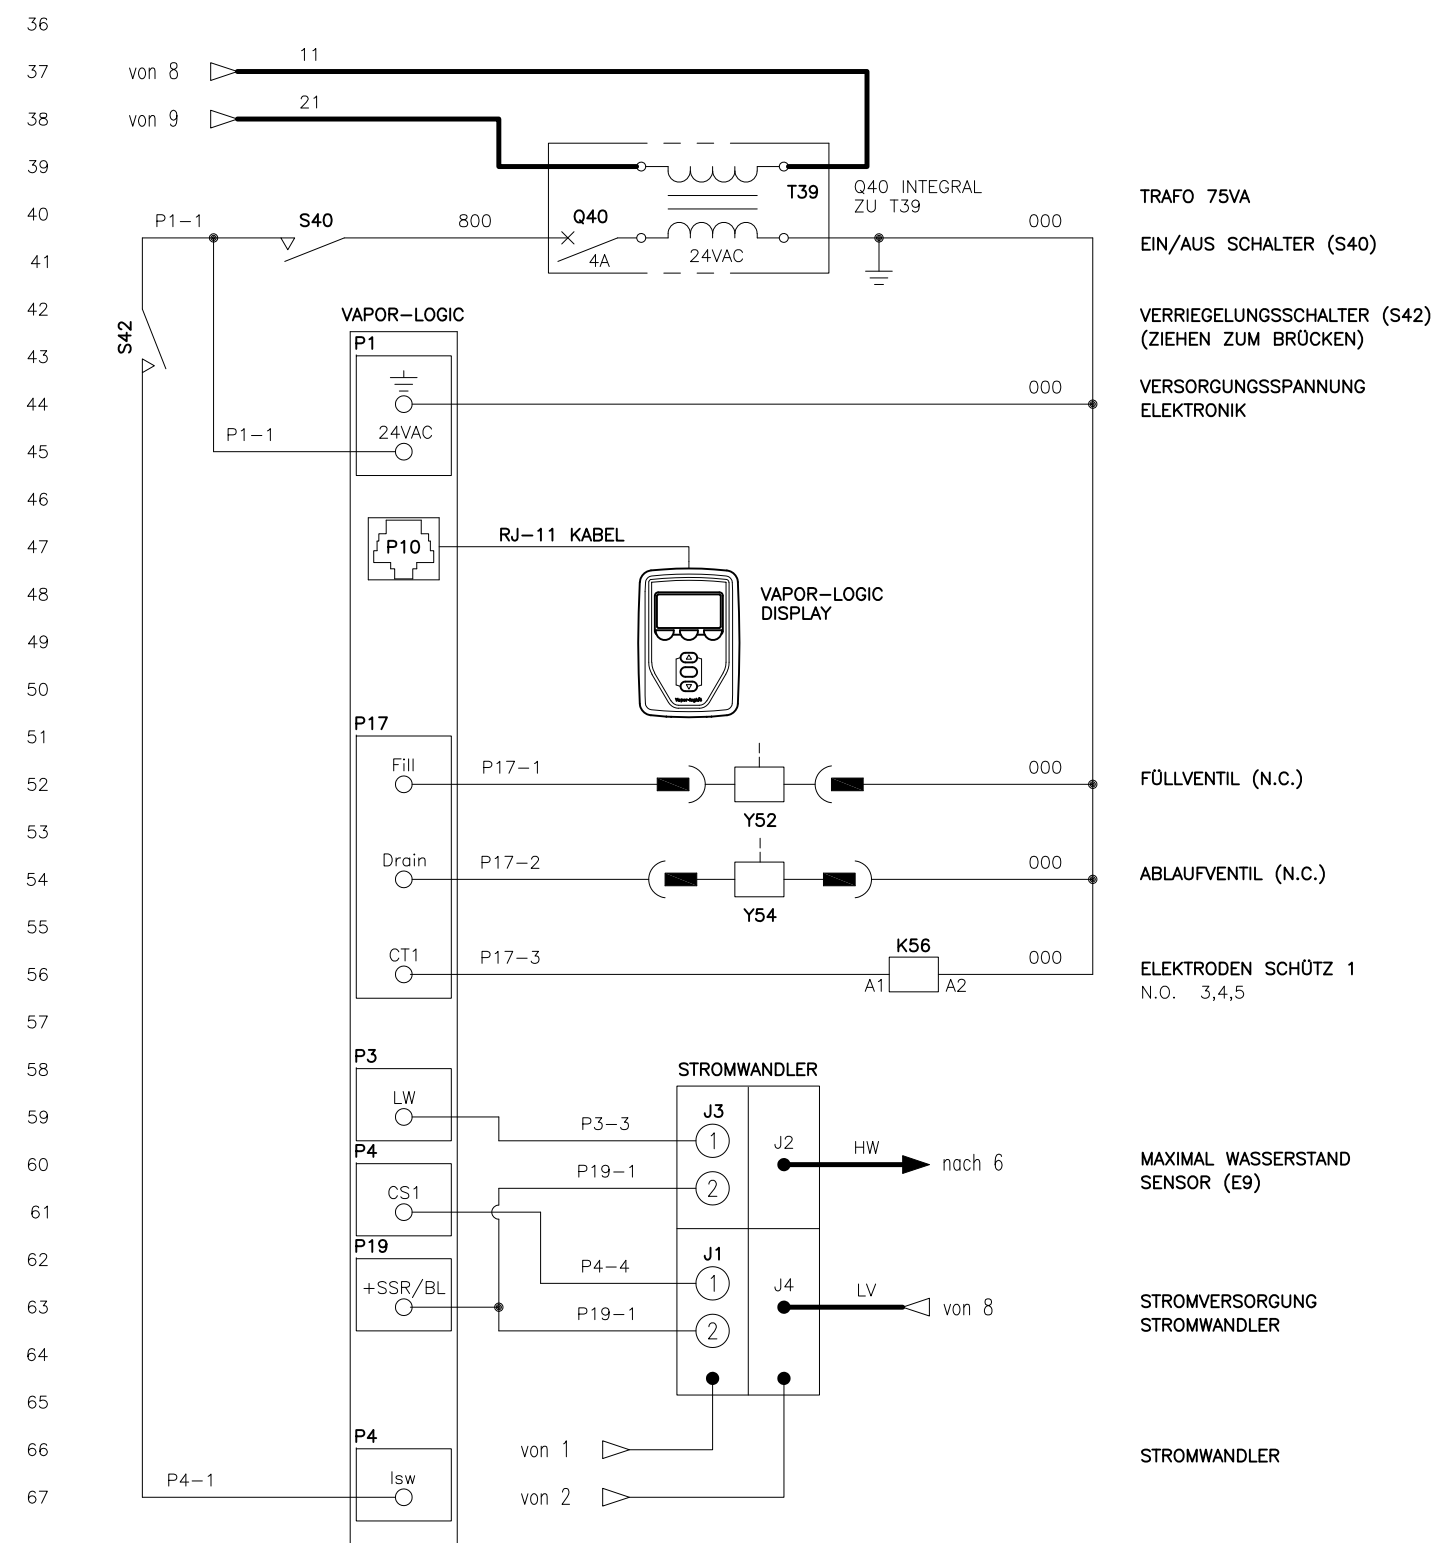 36
11
37 von 8
21
38 von 9
39
T39 Q40 INTEGRAL
ZU T39
TRAFO 75VA
40 P1-1 S40 800 Q40 000
4A 24VAC
EIN/AUS SCHALTER (S40)
41
42 VAPOR-LOGIC
VERRIEGELUNGSSCHALTER (S42)
(ZIEHEN ZUM BRÜCKEN)
S42
43 P1
44 000
VERSORGUNGSSPANNUNG
ELEKTRONIK
P1-1 24VAC
45
46
RJ-11 KABEL
47 P10
48 VAPOR-LOGIC
DISPLAY
49
50
Vapor-logic
51 P17
Fill P17-1 000
52 FÜLLVENTIL (N.C.)
Y52
53
Drain P17-2 000
54 ABLAUFVENTIL (N.C.)
Y54
55
CT1 P17-3 K56 000
56 A1 A2
ELEKTRODEN SCHÜTZ 1
N.O. 3,4,5
57
58 P3 STROMWANDLER
LW J3
59 P3-3 1
P4 J2 HW
60 P19-1 nach 6
MAXIMAL WASSERSTAND
SENSOR (E9)
CS1 2
61
P19 J1
62 P4-4
+SSR/BL 1 J4 LV
63 P19-1 von 8
STROMVERSORGUNG
STROMWANDLER
2
64
65
P4
66 von 1 STROMWANDLER
Isw
P4-1
67 von 2